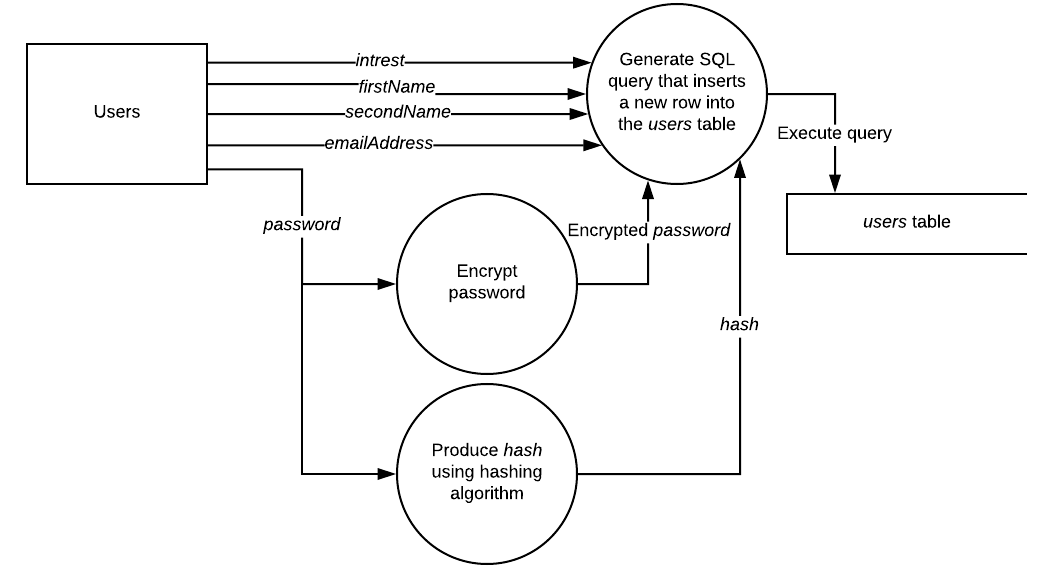 Users
intrest
firstName
secondName
emailAddress
password
Generate SQL
query that inserts
a new row into
the users table
Execute query
users table
Encrypted password
Encrypt
password
hash
Produce hash
using hashing
algorithm